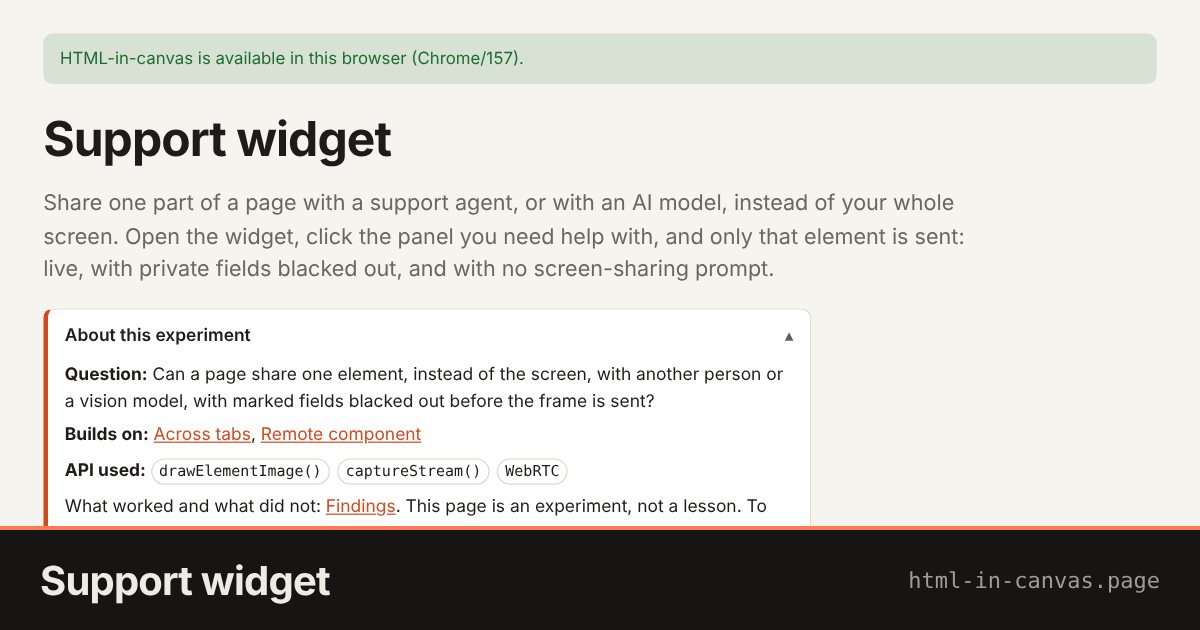 HTML-in-canvas is available in this browser (Chrome/157).
Support widget
Share one part of a page with a support agent, or with an AI model, instead of your whole
screen. Open the widget, click the panel you need help with, and only that element is sent:
live, with private fields blacked out, and with no screen-sharing prompt.
About this experiment ▲
Question: Can a page share one element, instead of the screen, with another person or
a vision model, with marked fields blacked out before the frame is sent?
Builds on: Across tabs, Remote component
API used: drawElementImage() captureStream() WebRTC
What worked and what did not: Findings. This page is an experiment, not a lesson. To
Support widget
html-in-canvas.page